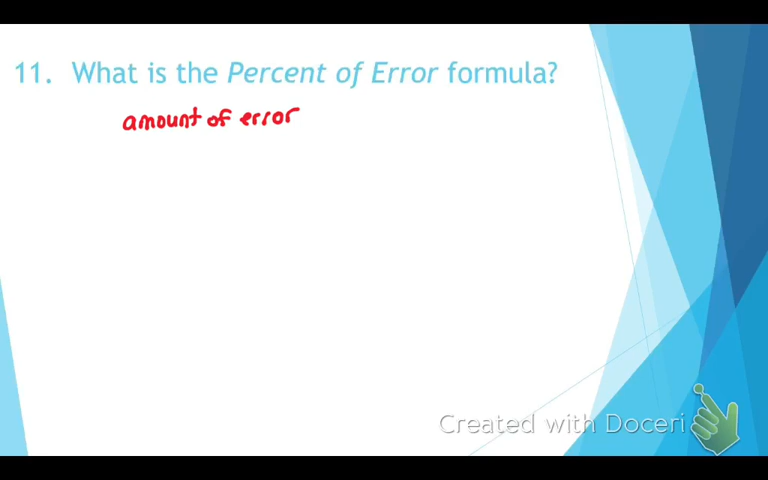 11. What is the Percent of Error formula?
amount of error
Created with Doceri